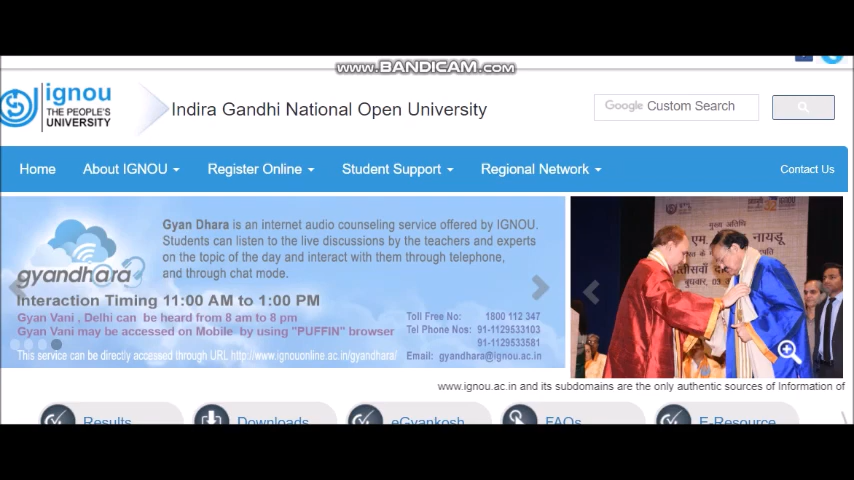 www.BANDICAM.com
ignou
THE PEOPLE'S
UNIVERSITY
Indira Gandhi National Open University
Google Custom Search
Home
About IGNOU
Register Online
Student Support
Regional Network
Contact Us
Gyan Dhara is an internet audio counseling service offered by IGNOU.
Students can listen to the live discussions by the teachers and experts
on the topic of the day and interact with them through telephone,
and through chat mode.
gyandhara
Interaction Timing 11:00 AM to 1:00 PM
Gyan Vani , Delhi can be heard from 8 am to 8 pm
Gyan Vani may be accessed on Mobile by using "PUFFIN" browser
This service can be directly accessed through URL http://www.ignouonline.ac.in/gyandhara/
Toll Free No: 1800 112 347
Tel Phone Nos: 91-1129533103
91-1129532844
Email: gyandhara@ignou.ac.in
मुख्य अतिथि
एम.
नायडू
बुधवार, 03
www.ignou.ac.in and its subdomains are the only authentic sources of Information of
Results
Downloads
eGyankosh
FAQs
E-Resource